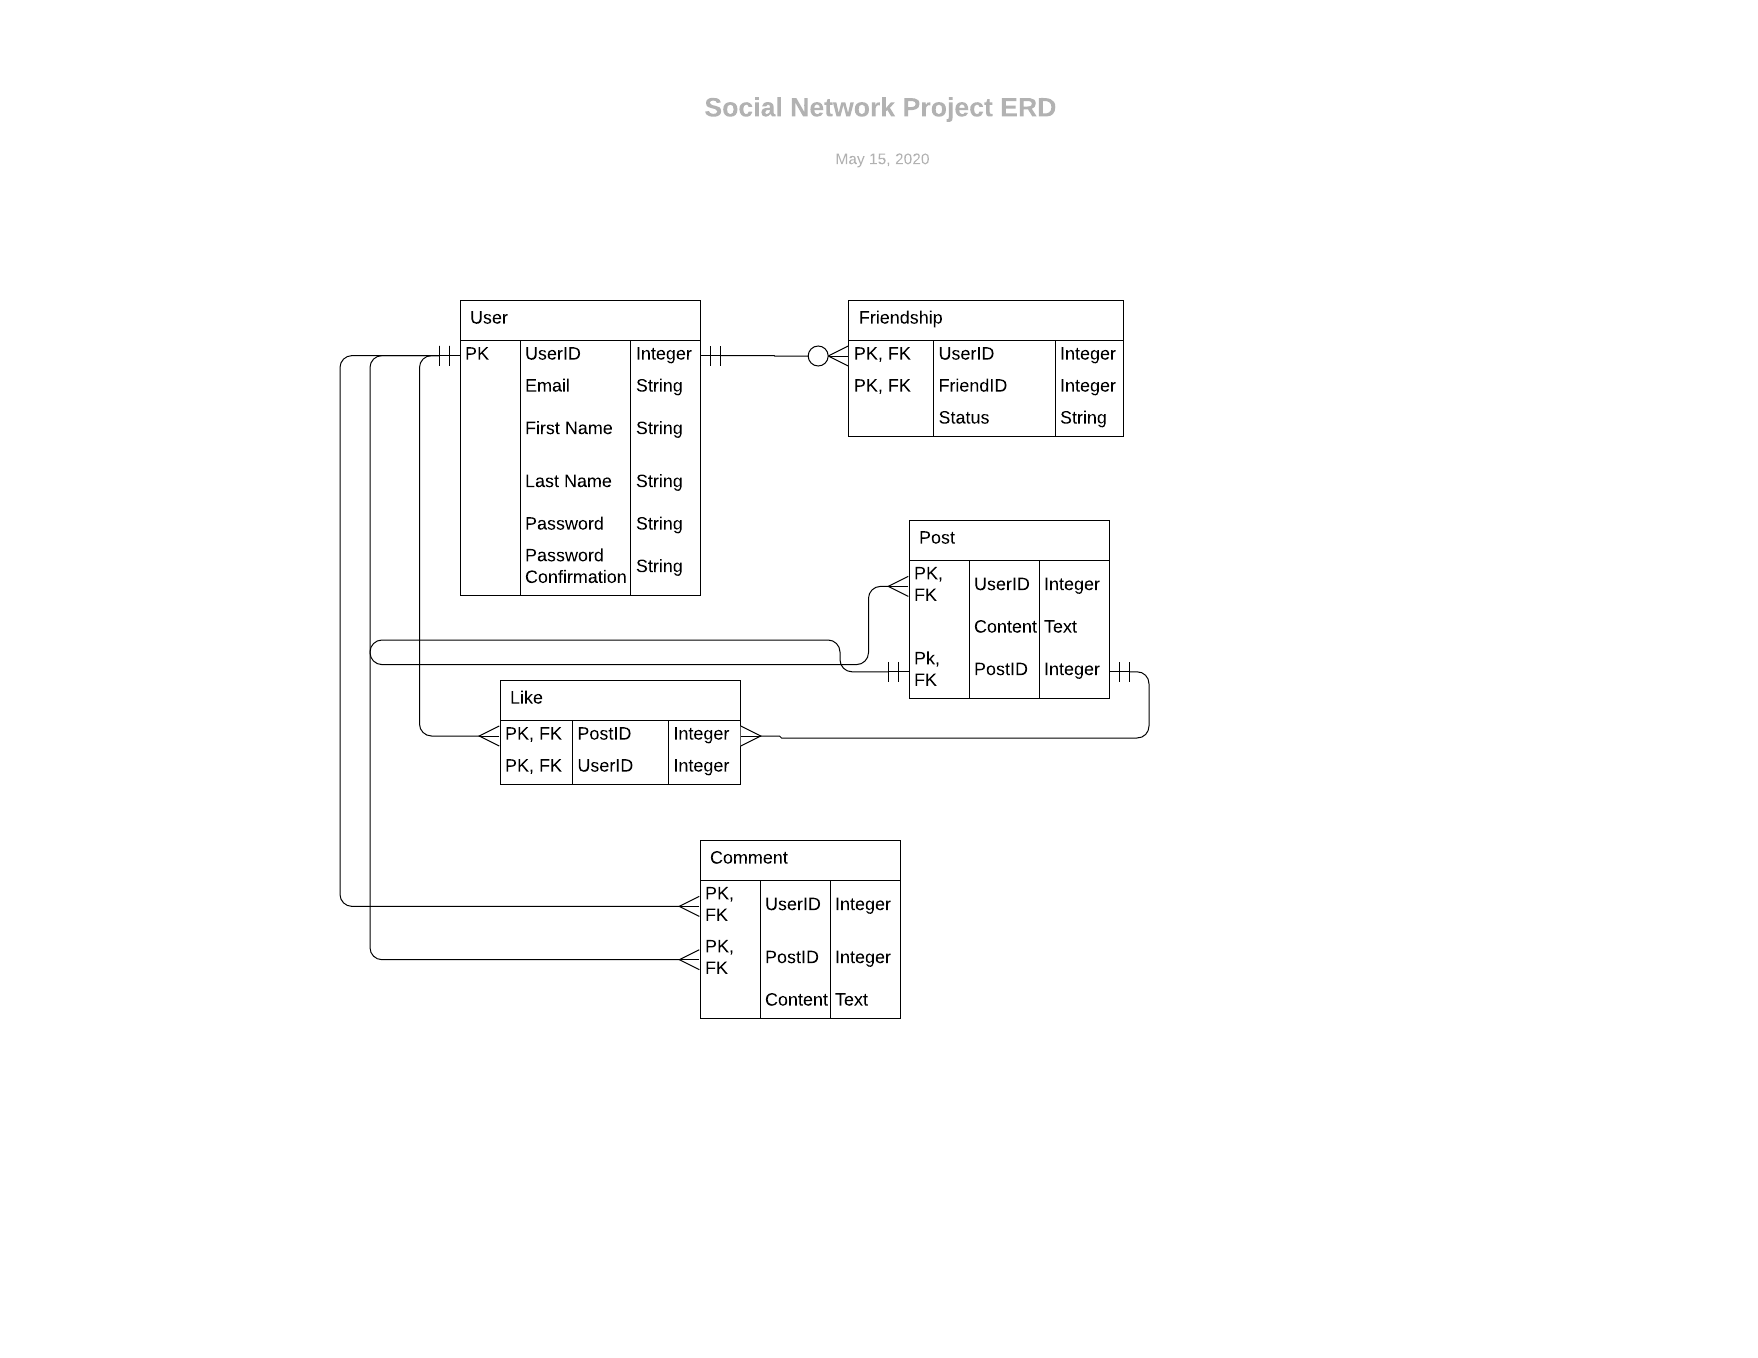 Social Network Project ERD
May 15, 2020
User
PK UserID Integer
Email String
First Name String
Last Name String
Password String
Password
Confirmation String
Friendship
PK, FK UserID Integer
PK, FK FriendID Integer
Status String
Post
PK,
FK UserID Integer
Content Text
Pk,
FK PostID Integer
Like
PK, FK PostID Integer
PK, FK UserID Integer
Comment
PK,
FK UserID Integer
PK,
FK PostID Integer
Content Text